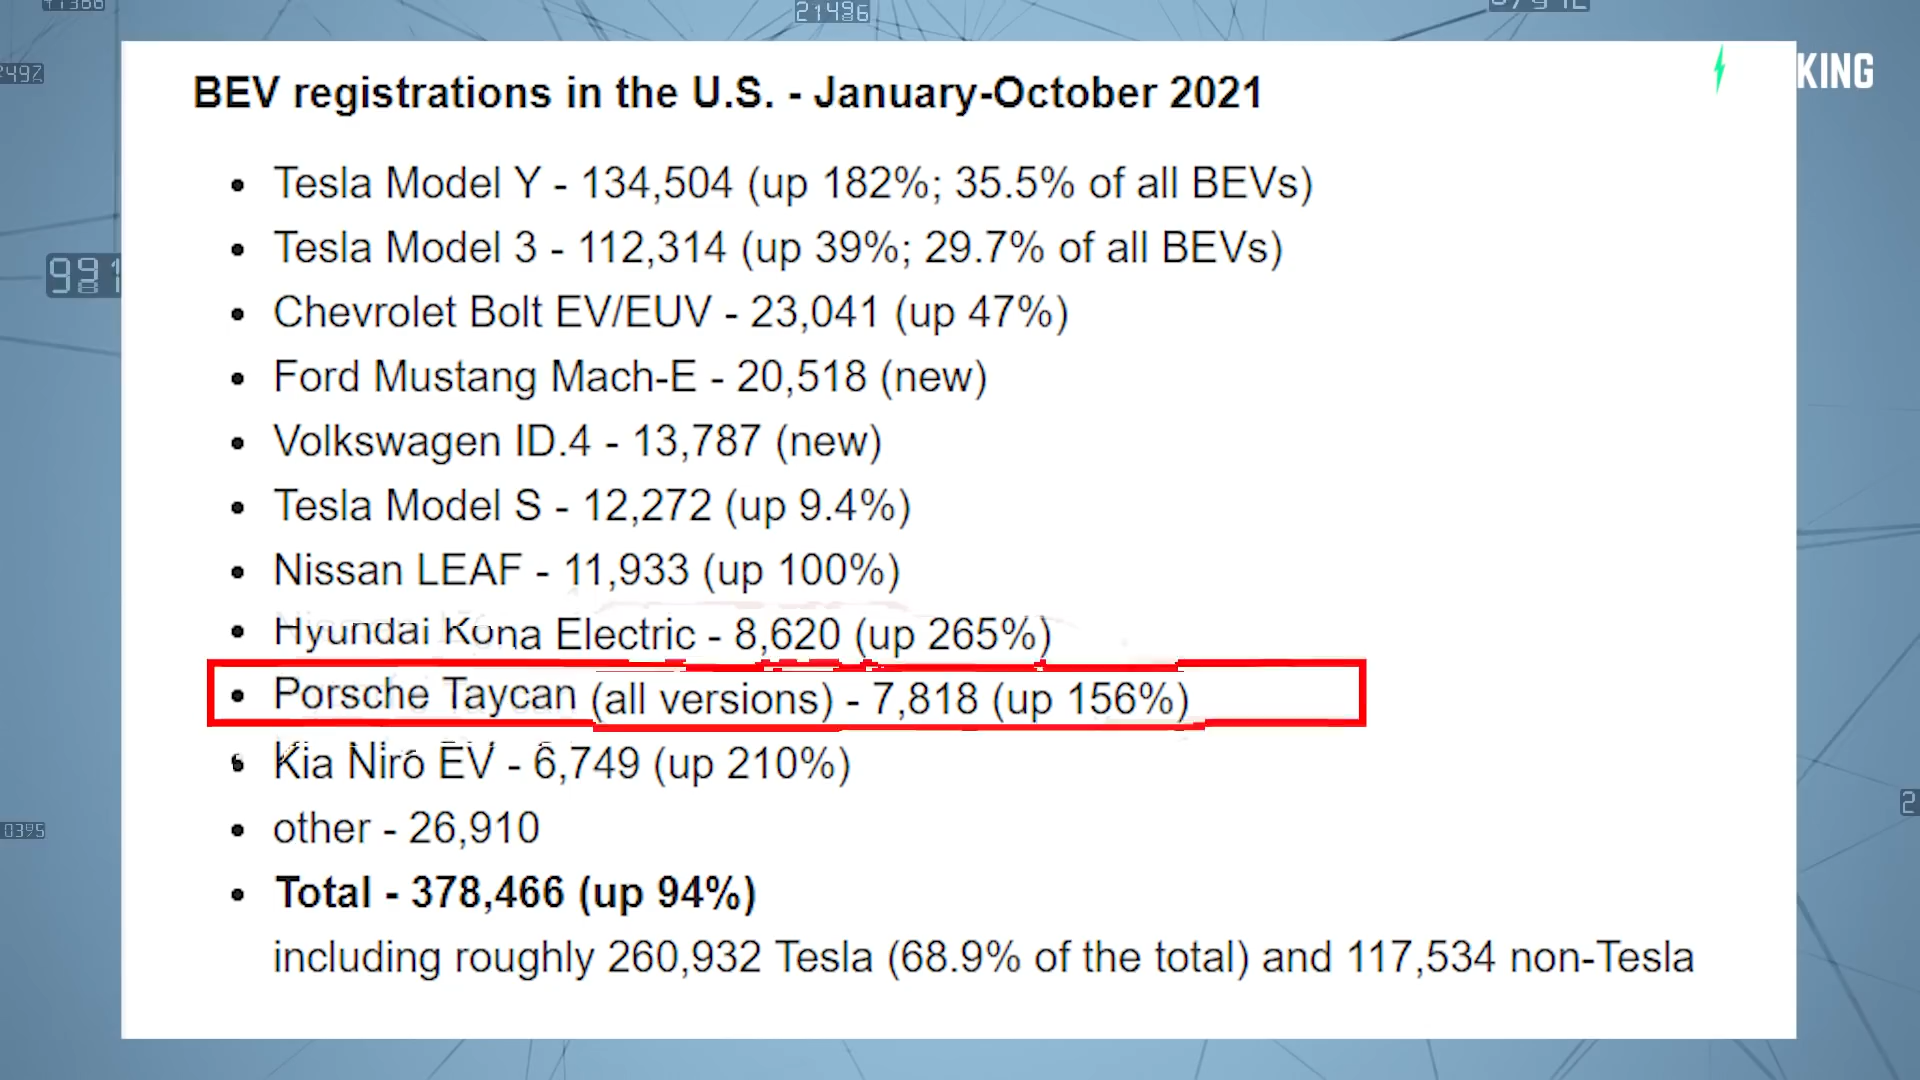 21486
KING
BEV registrations in the U.S. - January-October 2021
Tesla Model Y - 134,504 (up 182%; 35.5% of all BEVs)
Tesla Model 3 - 112,314 (up 39%; 29.7% of all BEVs)
Chevrolet Bolt EV/EUV - 23,041 (up 47%)
Ford Mustang Mach-E - 20,518 (new)
Volkswagen ID.4 - 13,787 (new)
Tesla Model S - 12,272 (up 9.4%)
Nissan LEAF - 11,933 (up 100%)
Hyundai Kona Electric - 8,620 (up 265%)
Porsche Taycan (all versions) - 7,818 (up 156%)
Kia Niro EV - 6,749 (up 210%)
other - 26,910
0395
Total - 378,466 (up 94%)
including roughly 260,932 Tesla (68.9% of the total) and 117,534 non-Tesla